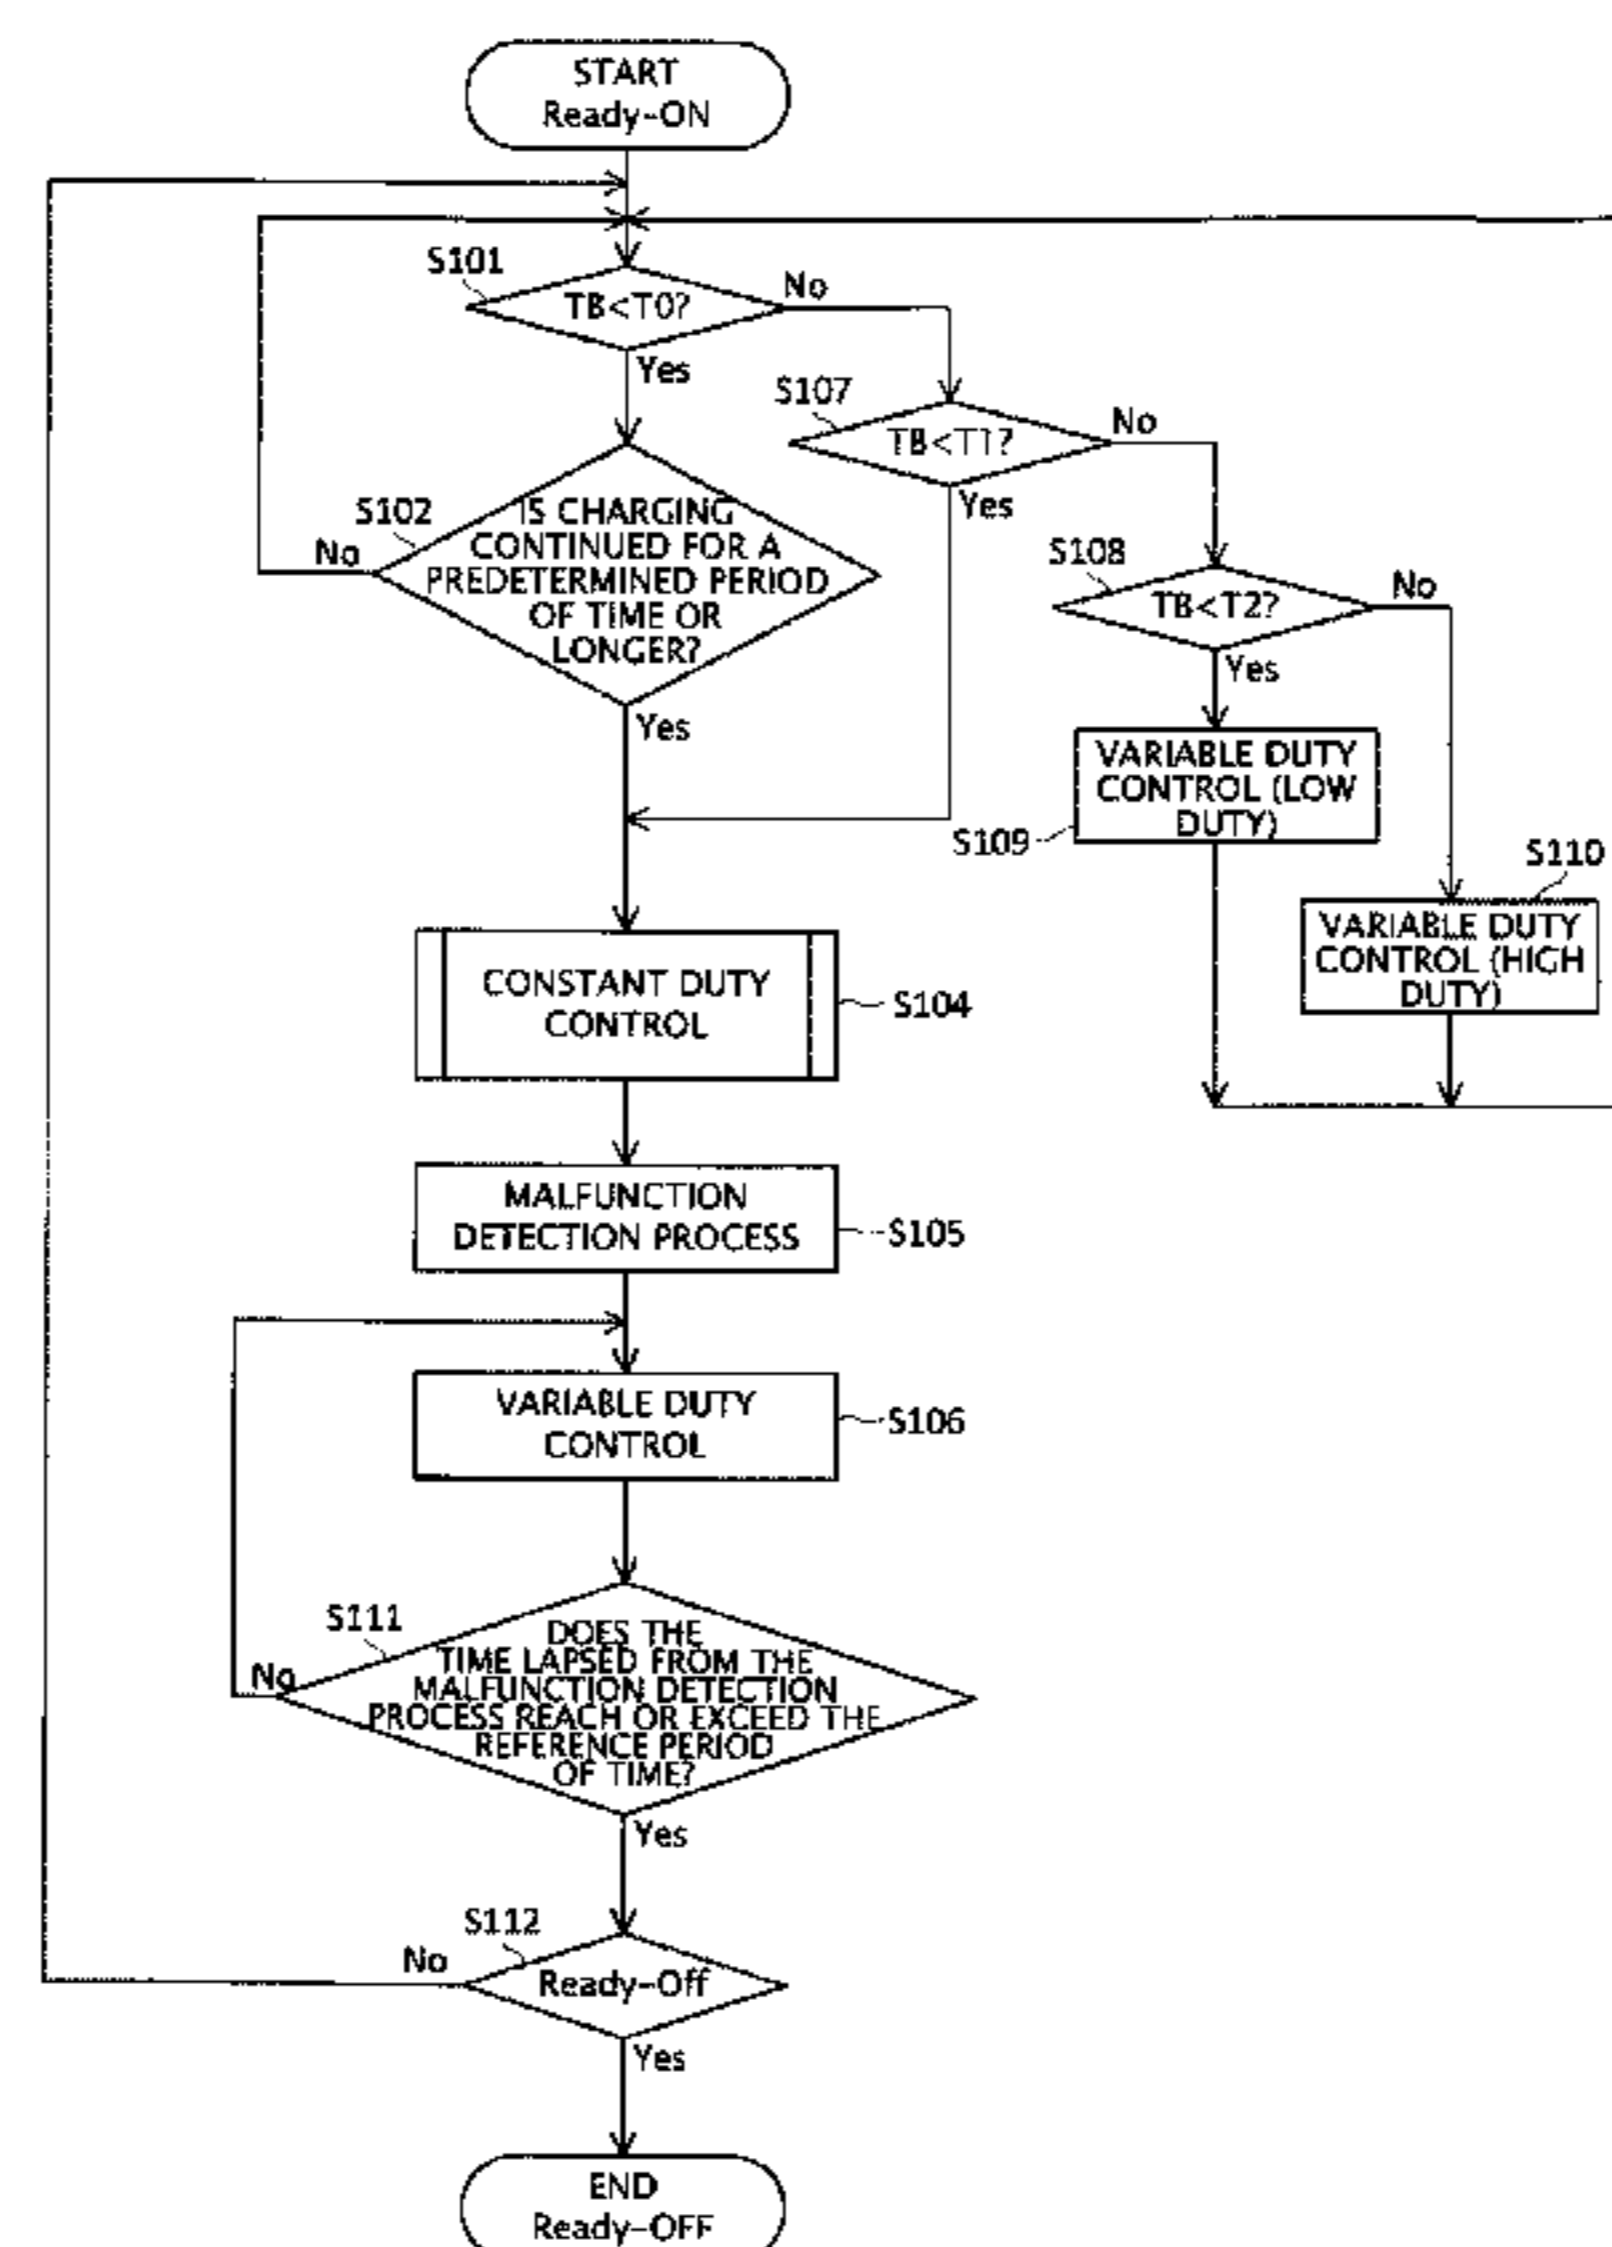 START
Ready-ON
S101
TB<T0?
No
Yes
S107
TB<T1?
No
Yes
S102
IS CHARGING
CONTINUED FOR A
PREDETERMINED PERIOD
OF TIME OR
LONGER?
No
Yes
S108
TB<T2?
No
Yes
VARIABLE DUTY
CONTROL (LOW
DUTY)
S109
S110
VARIABLE DUTY
CONTROL (HIGH
DUTY)
CONSTANT DUTY
CONTROL
S104
MALFUNCTION
DETECTION PROCESS
S105
VARIABLE DUTY
CONTROL
S106
S111
DOES THE
TIME LAPSED FROM THE
MALFUNCTION DETECTION
PROCESS REACH OR EXCEED THE
REFERENCE PERIOD
OF TIME?
No
Yes
S112
Ready-Off
No
Yes
END
Ready-OFF